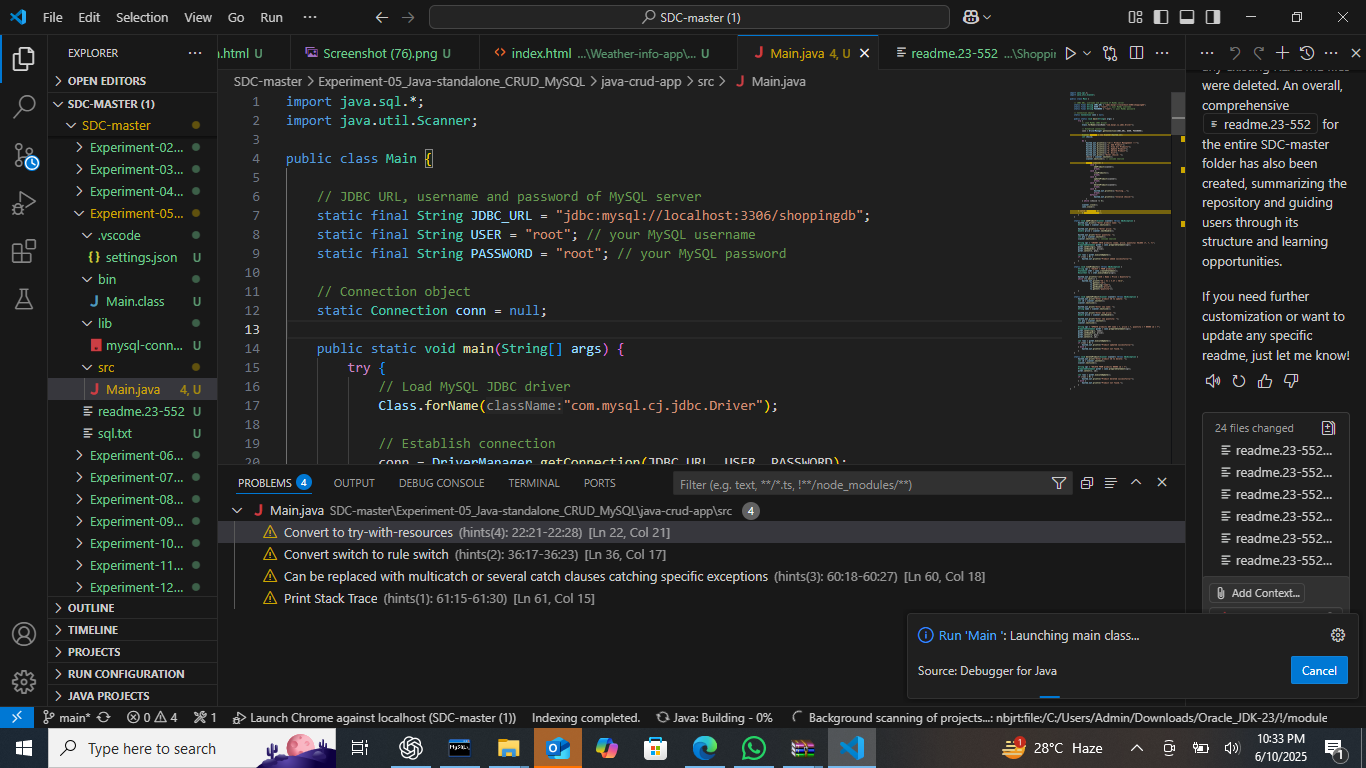 File Edit Selection View Go Run ··· SDC-master (1)
EXPLORER
OPEN EDITORS
SDC-MASTER (1)
SDC-master
Experiment-02...
Experiment-03...
Experiment-04...
Experiment-05...
.vscode
{} settings.json U
bin
J Main.class U
lib
mysql-conn... U
src
J Main.java 4, U
readme.23-552 U
sql.txt U
Experiment-06...
Experiment-07...
Experiment-08...
Experiment-09...
Experiment-10...
Experiment-11...
Experiment-12...
OUTLINE
TIMELINE
PROJECTS
RUN CONFIGURATION
JAVA PROJECTS
.html U Screenshot (76).png U <> index.html ...\Weather-info-app\... U J Main.java 4, U readme.23-552 ...\Shoppin
SDC-master > Experiment-05_Java-standalone_CRUD_MySQL > java-crud-app > src > J Main.java
1 import java.sql.*;
2 import java.util.Scanner;
3
4 public class Main {
5
6 // JDBC URL, username and password of MySQL server
7 static final String JDBC_URL = "jdbc:mysql://localhost:3306/shoppingdb";
8 static final String USER = "root"; // your MySQL username
9 static final String PASSWORD = "root"; // your MySQL password
10
11 // Connection object
12 static Connection conn = null;
13
14 public static void main(String[] args) {
15 try {
16 // Load MySQL JDBC driver
17 Class.forName(className:"com.mysql.cj.jdbc.Driver");
18
19 // Establish connection
20 conn = DriverManager.getConnection(JDBC_URL, USER, PASSWORD);
PROBLEMS 4 OUTPUT DEBUG CONSOLE TERMINAL PORTS Filter (e.g. text, **/*.ts, !**/node_modules/**)
J Main.java SDC-master\Experiment-05_Java-standalone_CRUD_MySQL\java-crud-app\src 4
Convert to try-with-resources (hints(4): 22:21-22:28) [Ln 22, Col 21]
Convert switch to rule switch (hints(2): 36:17-36:23) [Ln 36, Col 17]
Can be replaced with multicatch or several catch clauses catching specific exceptions (hints(3): 60:18-60:27) [Ln 60, Col 18]
Print Stack Trace (hints(1): 61:15-61:30) [Ln 61, Col 15]
were deleted. An overall,
comprehensive
readme.23-552 for
the entire SDC-master
folder has also been
created, summarizing the
repository and guiding
users through its
structure and learning
opportunities.
If you need further
customization or want to
update any specific
readme, just let me know!
24 files changed
readme.23-552...
readme.23-552...
readme.23-552...
readme.23-552...
readme.23-552...
readme.23-552...
Add Context...
Run 'Main ': Launching main class...
Source: Debugger for Java
Cancel
main* 0 4 1 Launch Chrome against localhost (SDC-master (1)) Indexing completed. Java: Building - 0% Background scanning of projects...: nbjrt:file:/C:/Users/Admin/Downloads/Oracle_JDK-23/!/module
Type here to search
MySQL
1
28°C Haze
10:33 PM
6/10/2025
1